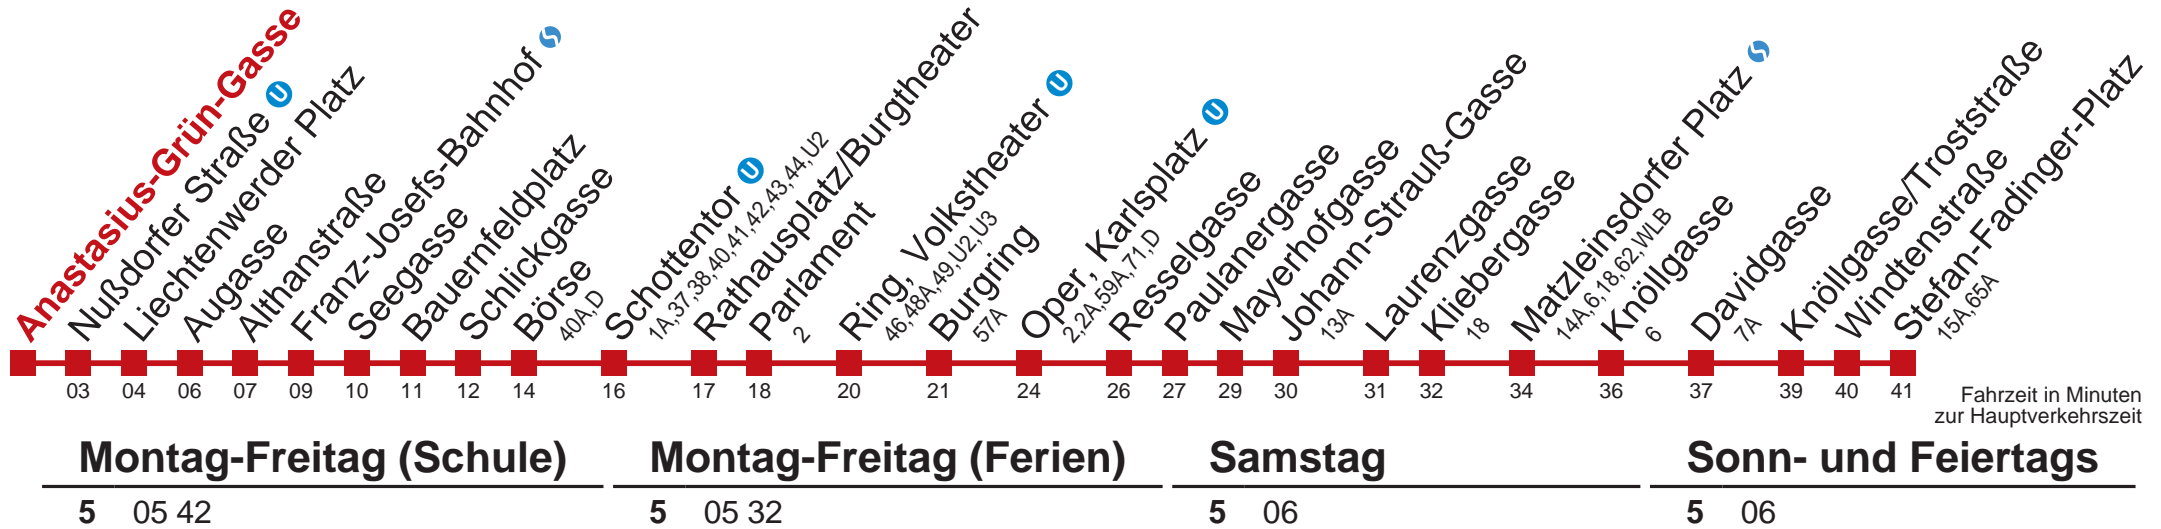 Anastasius-Grün-Gasse
Nußdorfer Straße U
Liechtenwerder Platz
Augasse
Althanstraße
Franz-Josefs-Bahnhof S
Seegasse
Bauernfeldplatz
Schlickgasse
Börse
40A,D
Schottentor U
1A,37,38,40,41,42,43,44,U2
Rathausplatz/Burgtheater
Parlament
2
Ring, Volkstheater U
46,48A,49,U2,U3
Burgring
57A
Oper, Karlsplatz U
2,2A,59A,71,D
Resselgasse
Paulanergasse
Mayerhofgasse
Johann-Strauß-Gasse
13A
Laurenzgasse
Kliebergasse
18
Matzleinsdorfer Platz S
14A,6,18,62,WLB
Knöllgasse
6
Davidgasse
7A
Knöllgasse/Troststraße
Windtenstraße
Stefan-Fadinger-Platz
15A,65A
03 04 06 07 09 10 11 12 14 16 17 18 20 21 24 26 27 29 30 31 32 34 36 37 39 40 41
Fahrzeit in Minuten
zur Hauptverkehrszeit
Montag-Freitag (Schule) Montag-Freitag (Ferien) Samstag Sonn- und Feiertags
5 05 42 5 05 32 5 06 5 06